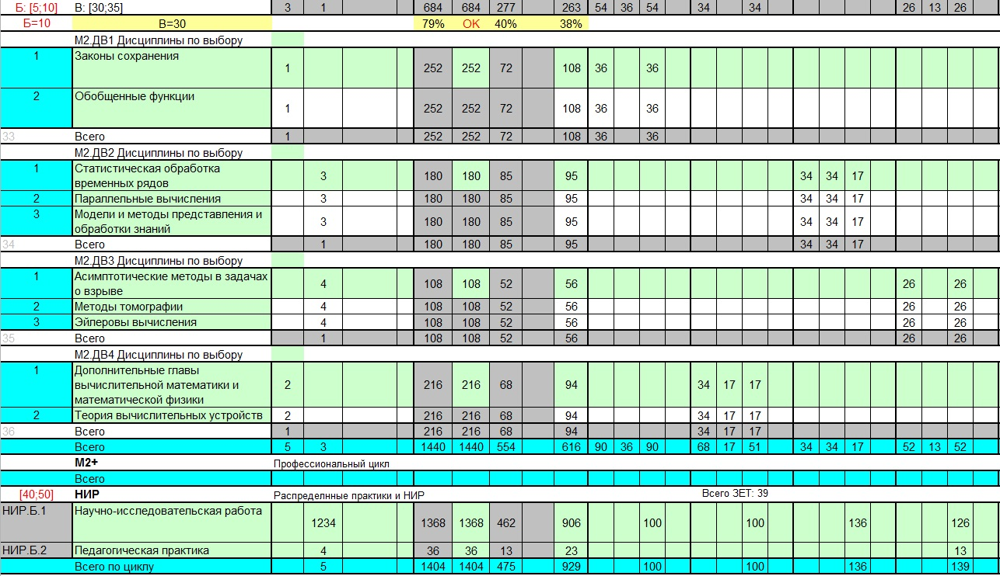 Б: [5;10] В: [30;35] 3 1 684 684 277 263 54 36 54 34 34 26 13 26
Б=10 В=30 79% OK 40% 38%
М2.ДВ1 Дисциплины по выбору
1 Законы сохранения 1 252 252 72 108 36 36
2 Обобщенные функции 1 252 252 72 108 36 36
33 Всего 1 252 252 72 108 36 36
М2.ДВ2 Дисциплины по выбору
1 Статистическая обработка
временных рядов 3 180 180 85 95 34 34 17
2 Параллельные вычисления 3 180 180 85 95 34 34 17
3 Модели и методы представления и
обработки знаний 3 180 180 85 95 34 34 17
34 Всего 1 180 180 85 95 34 34 17
М2.ДВ3 Дисциплины по выбору
1 Асимптотические методы в задачах
о взрыве 4 108 108 52 56 26 26
2 Методы томографии 4 108 108 52 56 26 26
3 Эйлеровы вычисления 4 108 108 52 56 26 26
35 Всего 1 108 108 52 56 26 26
М2.ДВ4 Дисциплины по выбору
1 Дополнительные главы
вычислительной математики и
математической физики 2 216 216 68 94 34 17 17
2 Теория вычислительных устройств 2 216 216 68 94 34 17 17
36 Всего 1 216 216 68 94 34 17 17
Всего 5 3 1440 1440 554 616 90 36 90 68 17 51 34 34 17 52 13 52
М2+ Профессиональный цикл
Всего
[40;50] НИР Распределнные практики и НИР Всего ЗЕТ: 39
НИР.Б.1 Научно-исследовательская работа 1234 1368 1368 462 906 100 100 136 126
НИР.Б.2 Педагогическая практика 4 36 36 13 23 13
Всего по циклу 5 1404 1404 475 929 100 100 136 139